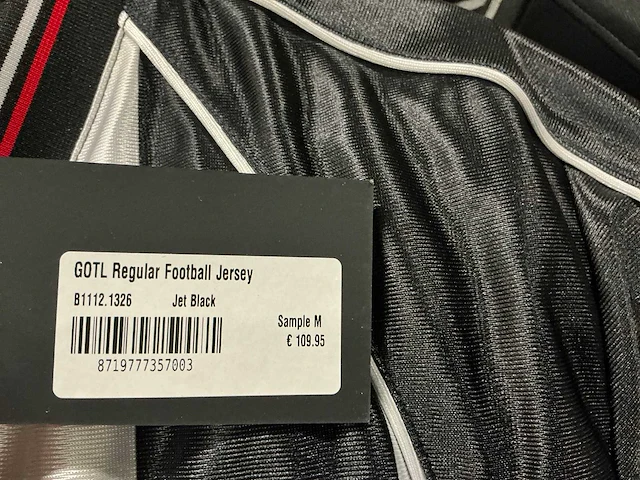 GOTL Regular Football Jersey
B1112.1326 Jet Black
Sample M
€ 109.95
8719777357003